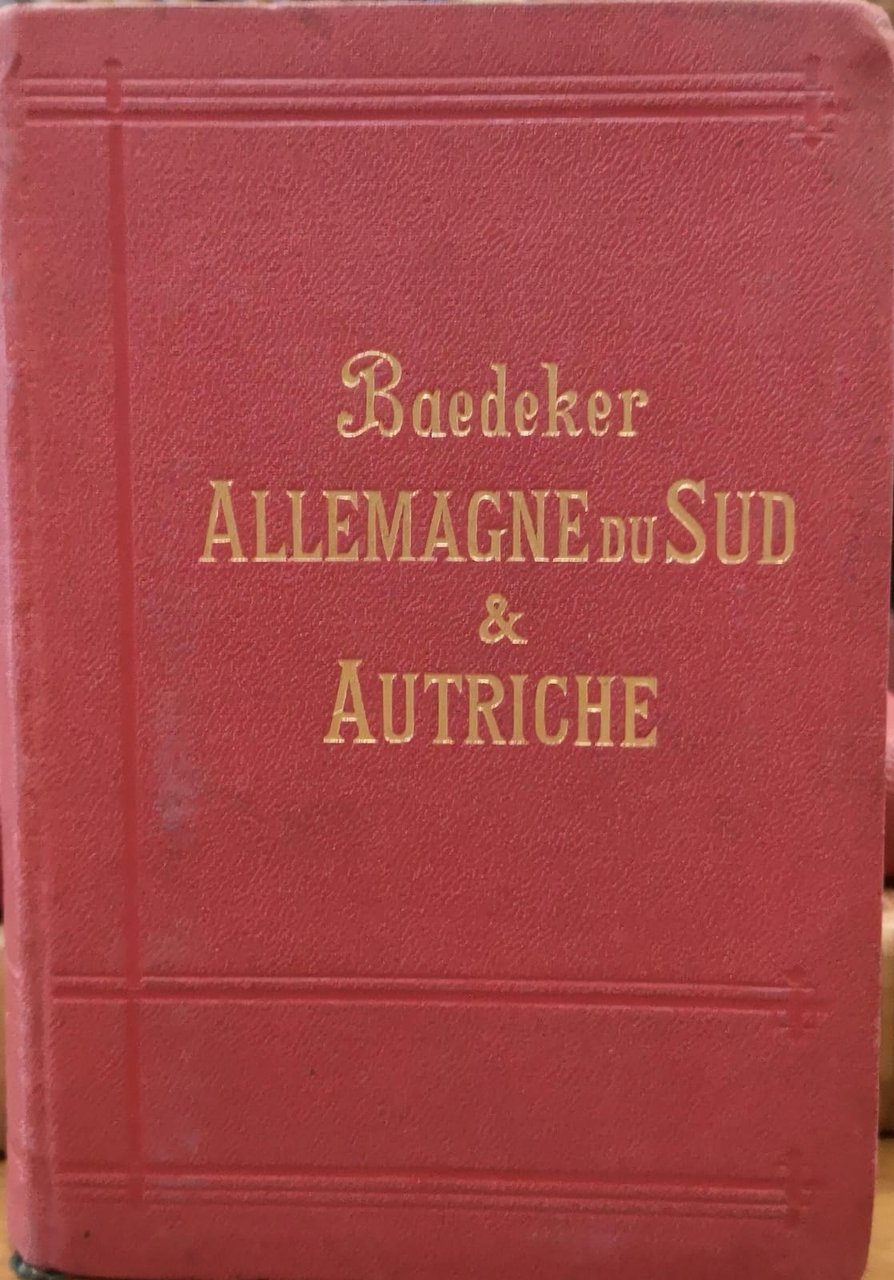 Baedeker
ALLEMAGNE DU SUD
&
AUTRICHE